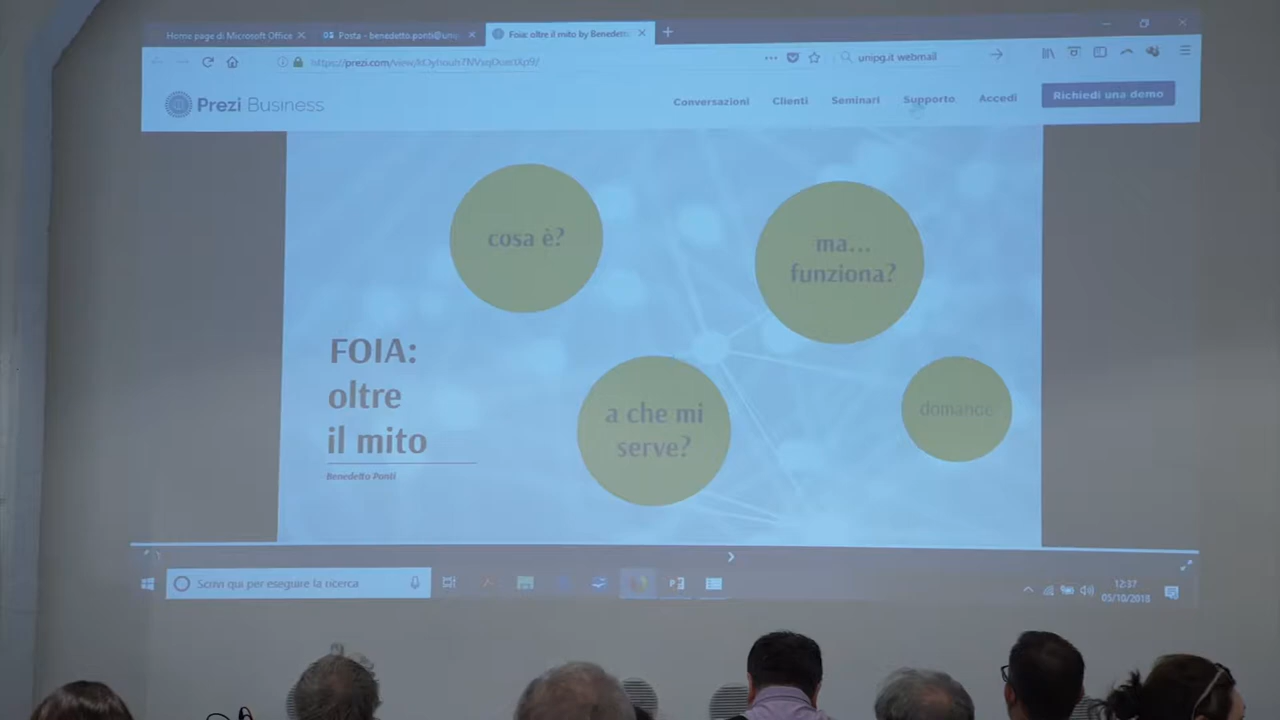 Home page di Microsoft Office
Posta - benedetto.ponti@un
Foia: oltre il mito by Benedett
unipg.it webmail
Prezi Business
Conversazioni
Clienti
Seminari
Supporto
Accedi
Richiedi una demo
cosa è?
ma...
funziona?
FOIA:
oltre
il mito
Benedetto Ponti
a che mi
serve?
domande
Scrivi qui per eseguire la ricerca
12:37
05/10/2018